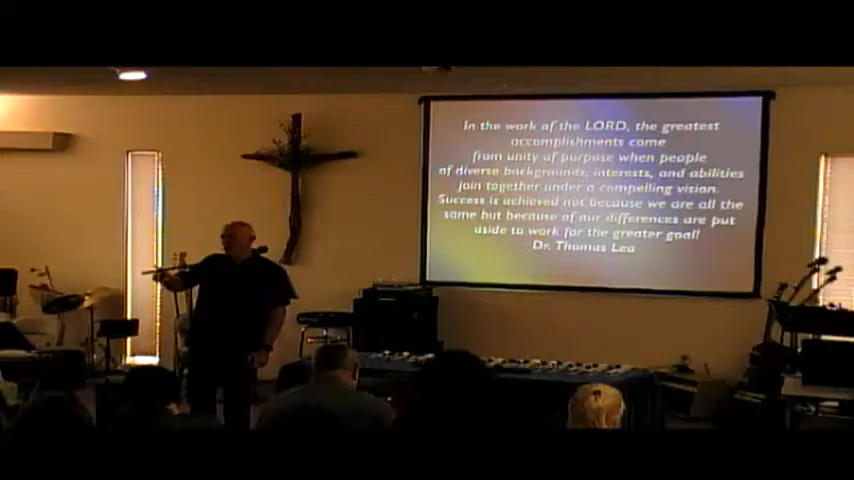 In the work of the LORD, the greatest
accomplishments come
from unity of purpose when people
of diverse backgrounds, interests, and abilities
join together under a compelling vision.
Success is achieved not because we are all the
same but because of our differences are put
aside to work for the greater goal!
Dr. Thomas Lea